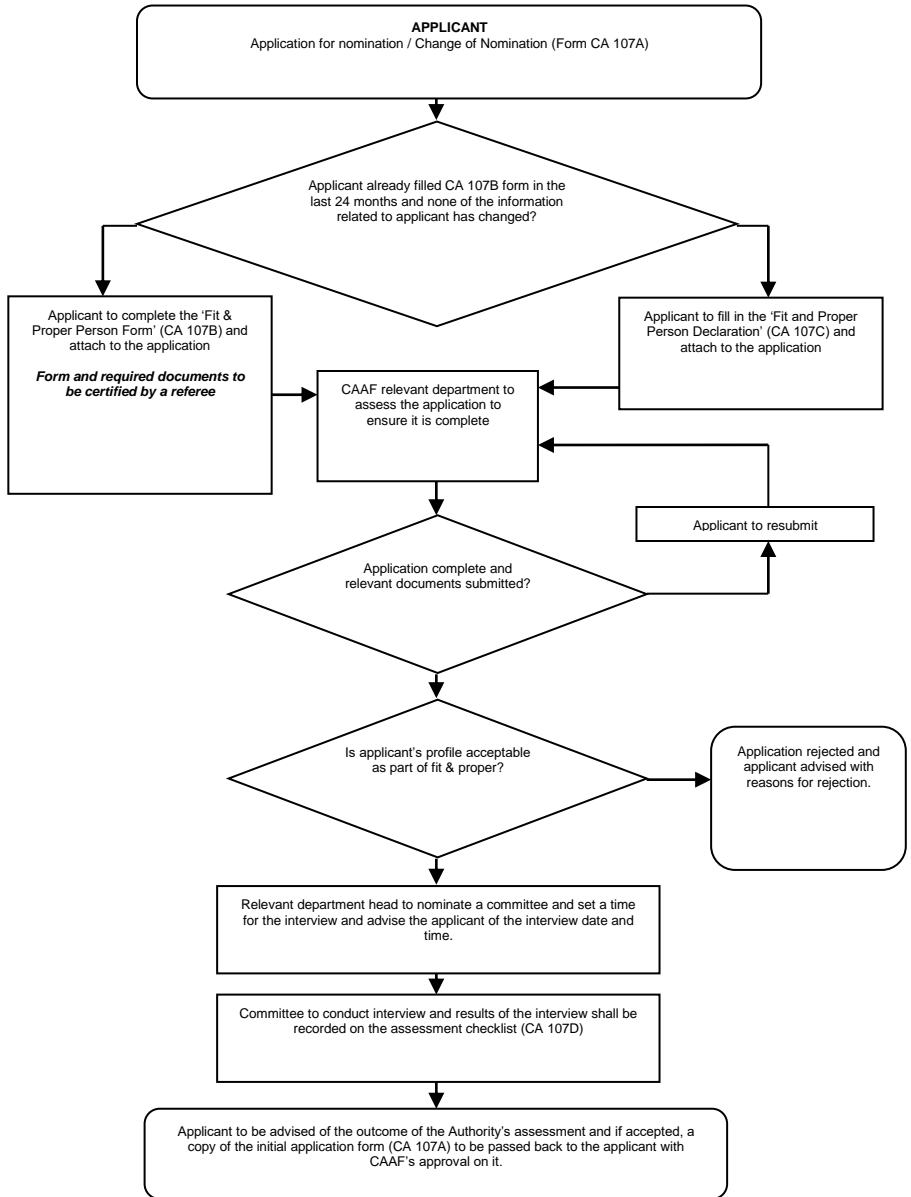 APPLICANT
Application for nomination / Change of Nomination (Form CA 107A)
Applicant already filled CA 107B form in the
last 24 months and none of the information
related to applicant has changed?
Applicant to complete the ‘Fit &
Proper Person Form’ (CA 107B) and
attach to the application
Form and required documents to
be certified by a referee
Applicant to fill in the ‘Fit and Proper
Person Declaration’ (CA 107C) and
attach to the application
CAAF relevant department to
assess the application to
ensure it is complete
Applicant to resubmit
Application complete and
relevant documents submitted?
Is applicant’s profile acceptable
as part of fit & proper?
Application rejected and
applicant advised with
reasons for rejection.
Relevant department head to nominate a committee and set a time
for the interview and advise the applicant of the interview date and
time.
Committee to conduct interview and results of the interview shall be
recorded on the assessment checklist (CA 107D)
Applicant to be advised of the outcome of the Authority’s assessment and if accepted, a
copy of the initial application form (CA 107A) to be passed back to the applicant with
CAAF’s approval on it.